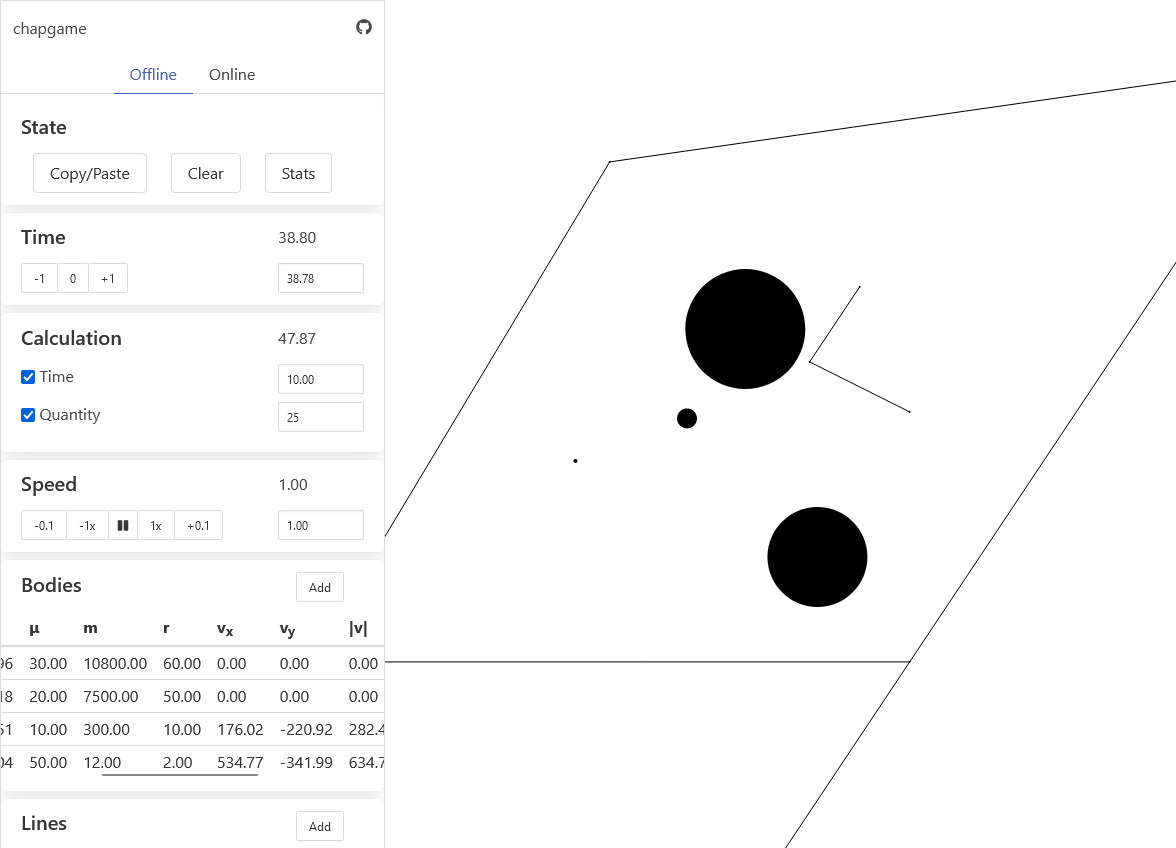 chapgame
Offline Online
State
Copy/Paste Clear Stats
Time 38.80
-1 0 +1 38.78
Calculation 47.87
Time 10.00
Quantity 25
Speed 1.00
-0.1 -1x 1x +0.1 1.00
Bodies Add
μ m r vx vy |v|
96 30.00 10800.00 60.00 0.00 0.00 0.00
18 20.00 7500.00 50.00 0.00 0.00 0.00
51 10.00 300.00 10.00 176.02 -220.92 282.4
04 50.00 12.00 2.00 534.77 -341.99 634.7
Lines Add